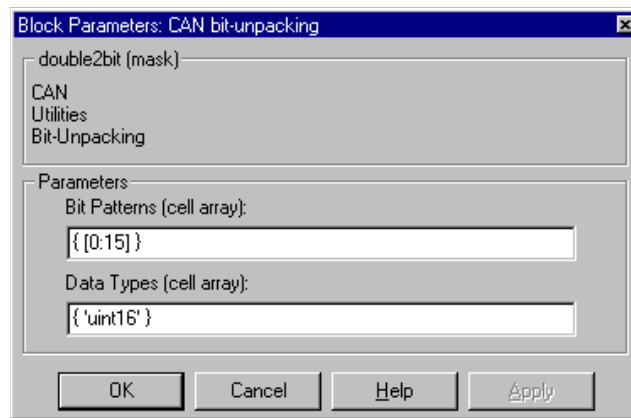 Block Parameters: CAN bit-unpacking
double2bit (mask)
CAN
Utilities
Bit-Unpacking
Parameters
Bit Patterns (cell array):
{ [0:15] }
Data Types (cell array):
{ 'uint16' }
OK Cancel Help Apply